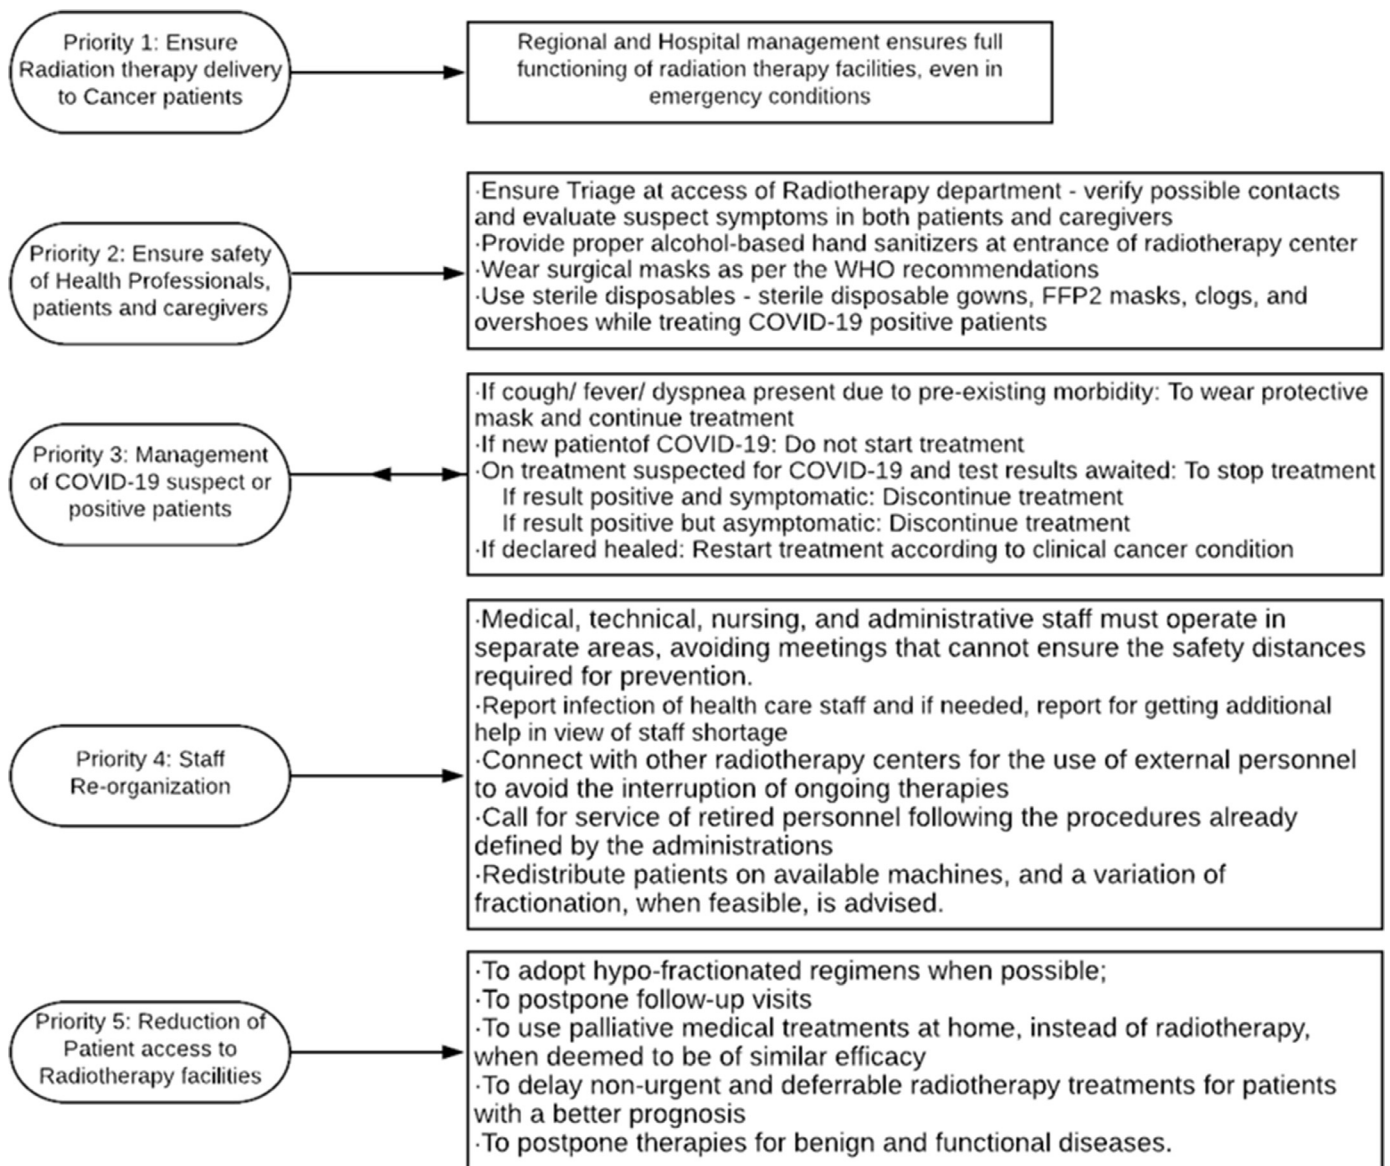 Priority 1: Ensure
Radiation therapy delivery
to Cancer patients
Regional and Hospital management ensures full
functioning of radiation therapy facilities, even in
emergency conditions
Priority 2: Ensure safety
of Health Professionals,
patients and caregivers
·Ensure Triage at access of Radiotherapy department - verify possible contacts
and evaluate suspect symptoms in both patients and caregivers
·Provide proper alcohol-based hand sanitizers at entrance of radiotherapy center
·Wear surgical masks as per the WHO recommendations
·Use sterile disposables - sterile disposable gowns, FFP2 masks, clogs, and
overshoes while treating COVID-19 positive patients
Priority 3: Management
of COVID-19 suspect or
positive patients
·If cough/ fever/ dyspnea present due to pre-existing morbidity: To wear protective
mask and continue treatment
·If new patientof COVID-19: Do not start treatment
·On treatment suspected for COVID-19 and test results awaited: To stop treatment
If result positive and symptomatic: Discontinue treatment
If result positive but asymptomatic: Discontinue treatment
·If declared healed: Restart treatment according to clinical cancer condition
Priority 4: Staff
Re-organization
·Medical, technical, nursing, and administrative staff must operate in
separate areas, avoiding meetings that cannot ensure the safety distances
required for prevention.
·Report infection of health care staff and if needed, report for getting additional
help in view of staff shortage
·Connect with other radiotherapy centers for the use of external personnel
to avoid the interruption of ongoing therapies
·Call for service of retired personnel following the procedures already
defined by the administrations
·Redistribute patients on available machines, and a variation of
fractionation, when feasible, is advised.
Priority 5: Reduction of
Patient access to
Radiotherapy facilities
·To adopt hypo-fractionated regimens when possible;
·To postpone follow-up visits
·To use palliative medical treatments at home, instead of radiotherapy,
when deemed to be of similar efficacy
·To delay non-urgent and deferrable radiotherapy treatments for patients
with a better prognosis
·To postpone therapies for benign and functional diseases.